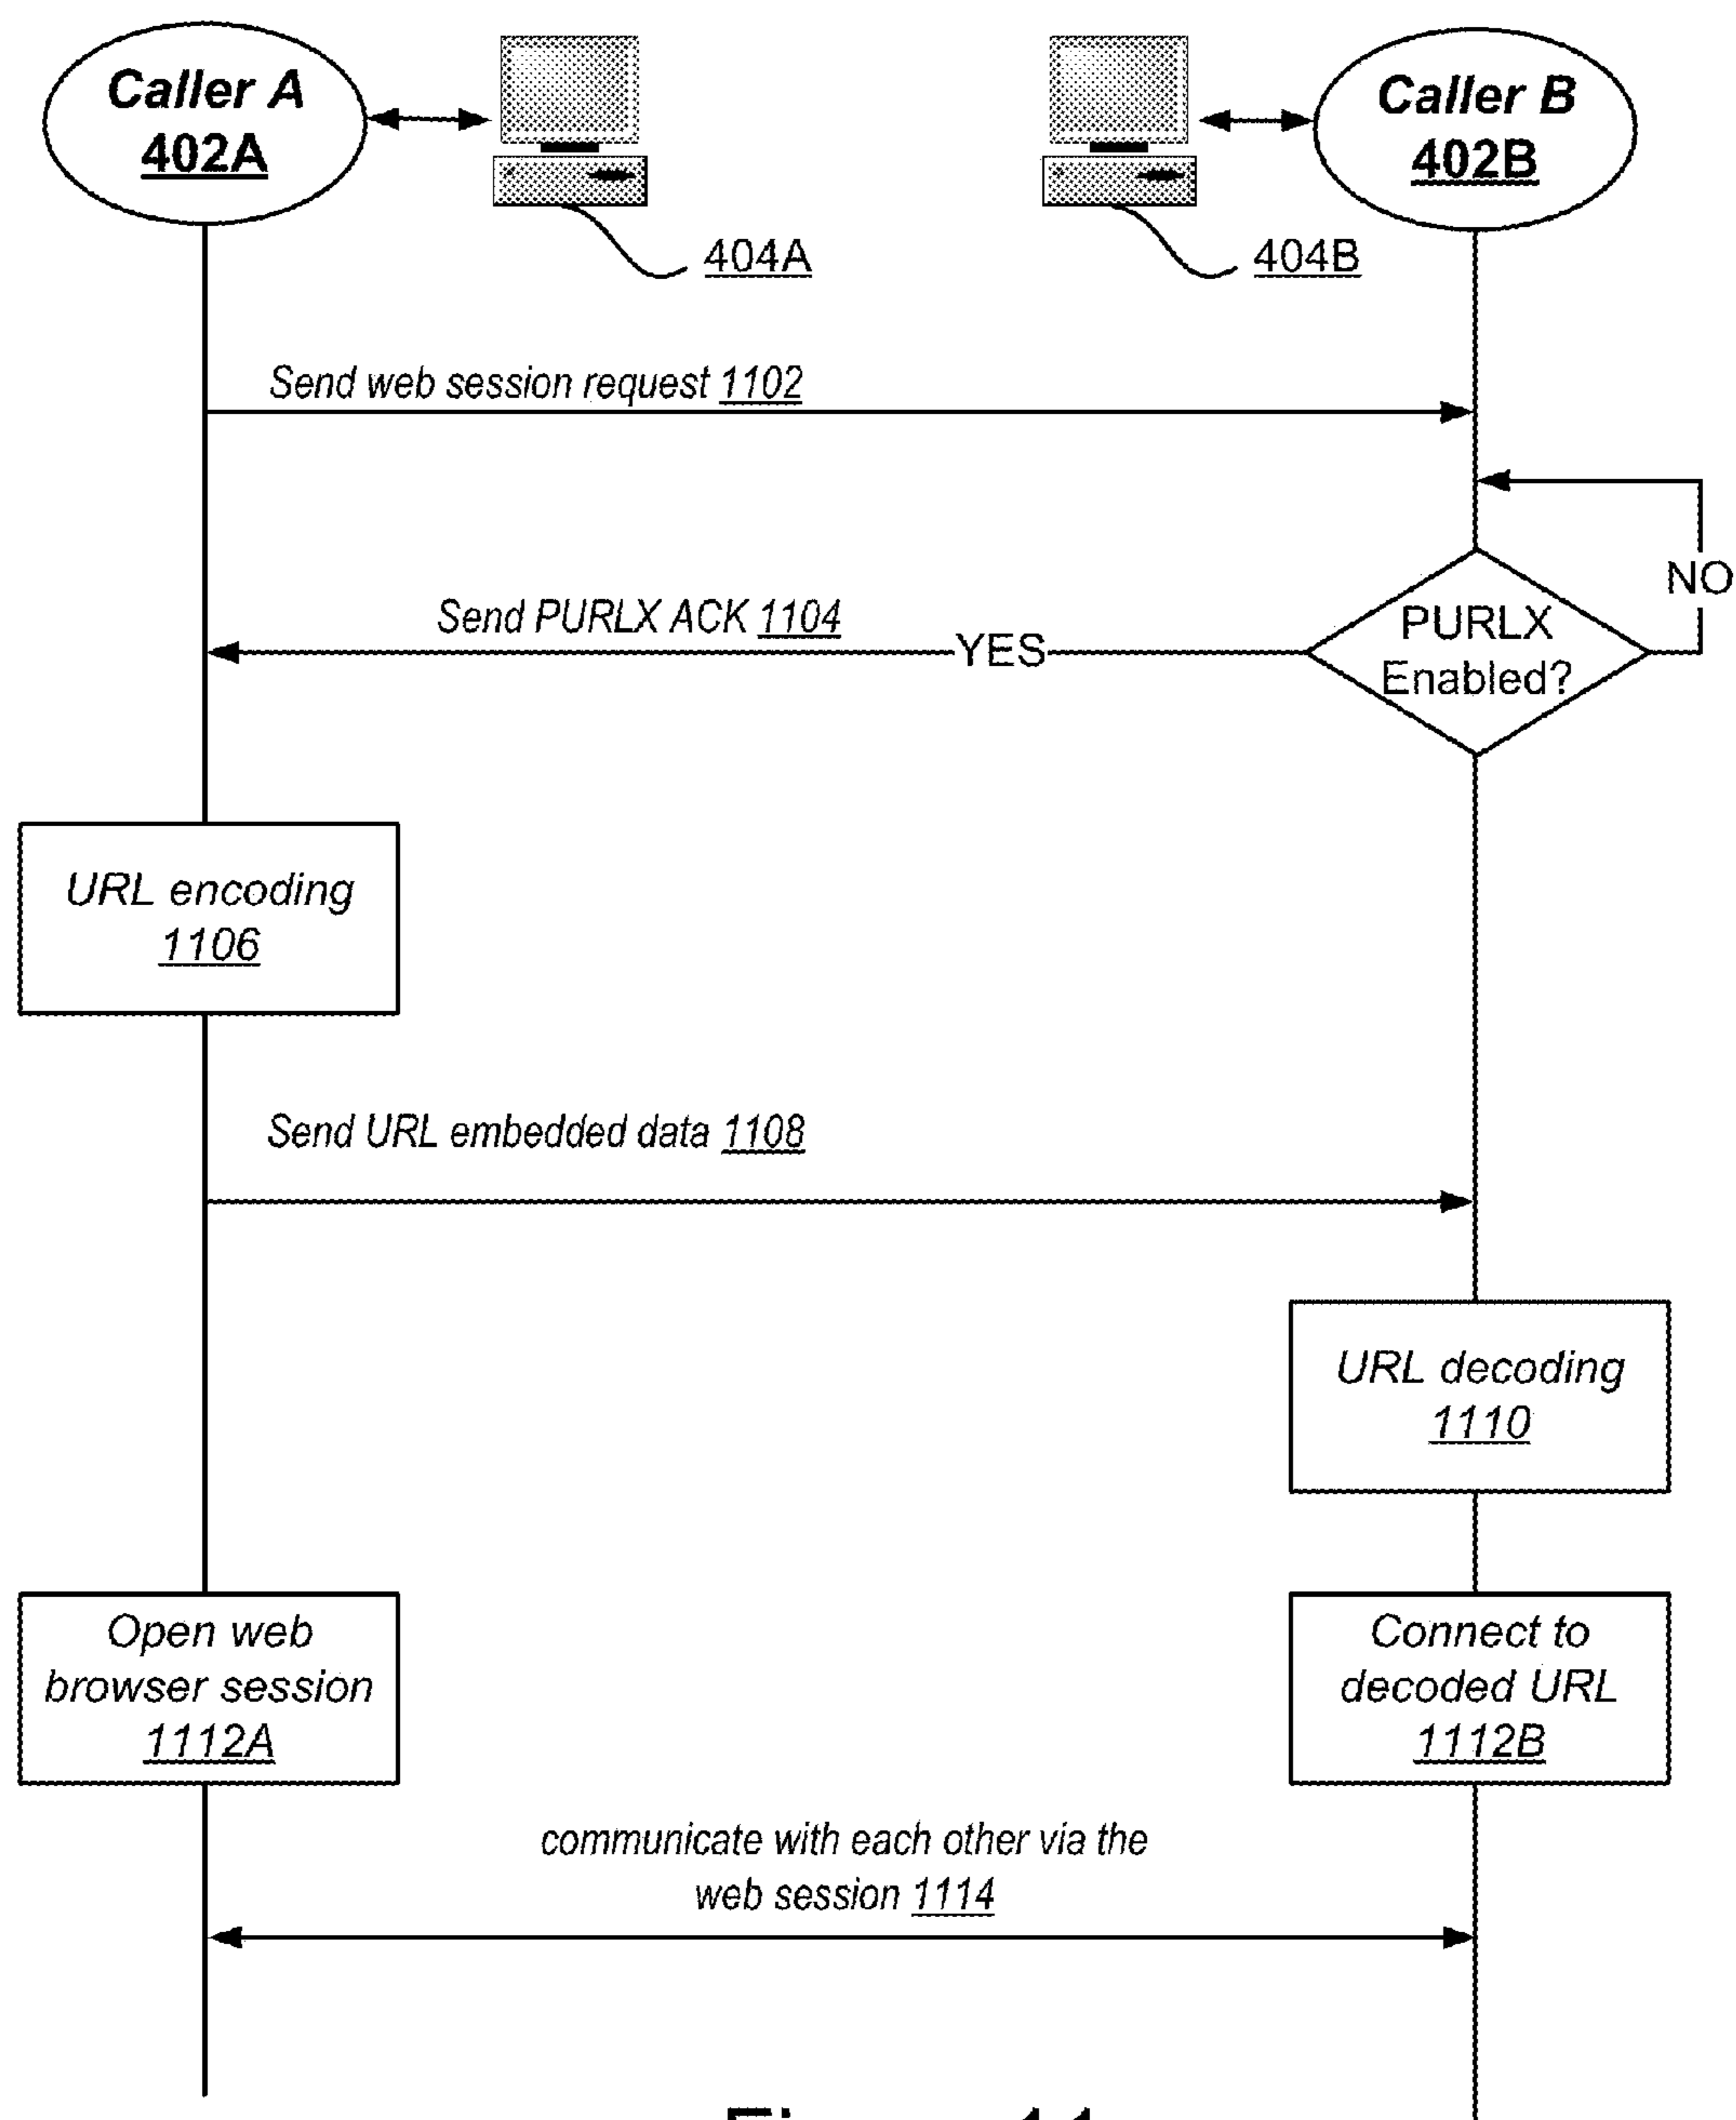 Caller A
402A
Caller B
402B
404A
404B
Send web session request 1102
NO
Send PURLX ACK 1104
YES
PURLX
Enabled?
URL encoding
1106
Send URL embedded data 1108
URL decoding
1110
Open web
browser session
1112A
Connect to
decoded URL
1112B
communicate with each other via the
web session 1114